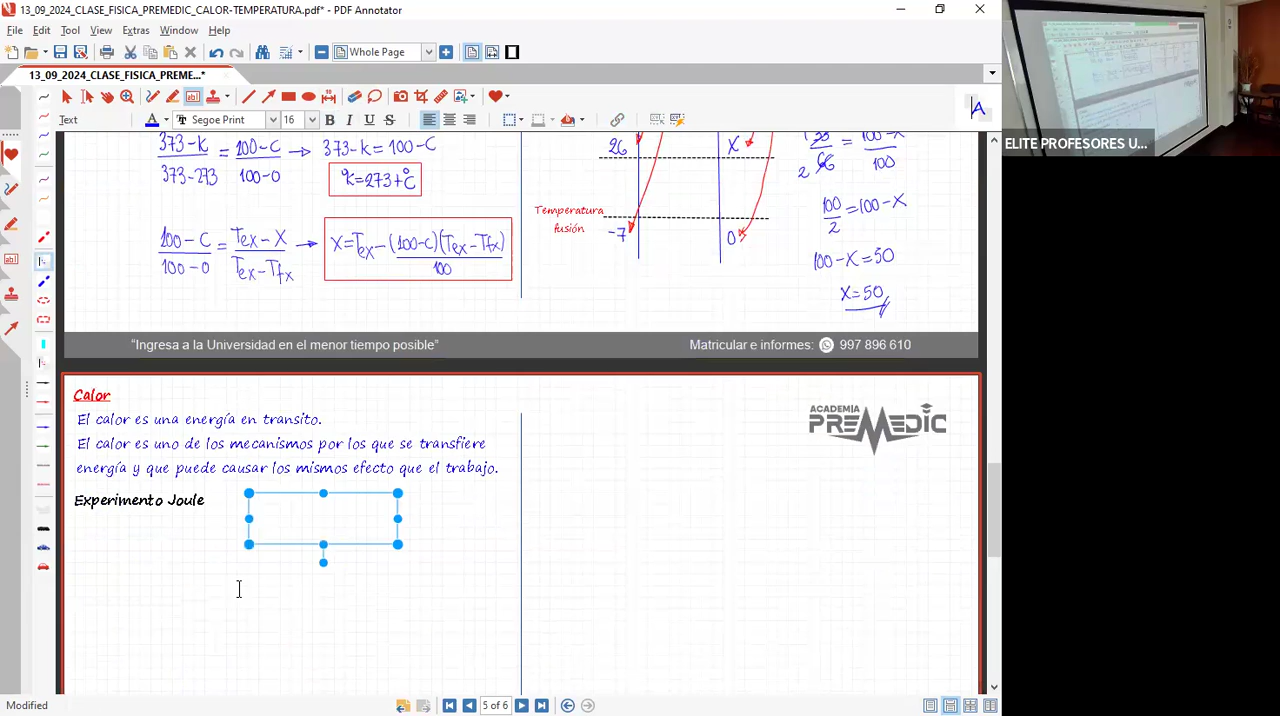 13_09_2024_CLASE_FISICA_PREMEDIC_CALOR-TEMPERATURA.pdf* - PDF Annotator
File Edit Tool View Extras Window Help
Whole Page
13_09_2024_CLASE_FISICA_PREME...*
Text A Segoe Print 16 B I U S
A
373-K/373-273 = 100-C/100-0 → 373-K=100-C
°K=273+°C
100-C/100-0 = Tex-X/Tex-Tfx → X=Tex-(100-C)(Tex-Tfx)/100
26 X
Temperatura
fusión
-7 0
100/2=100-X
100-X=50
X=50
“Ingresa a la Universidad en el menor tiempo posible” Matricular e informes: 997 896 610
Calor
El calor es una energía en transito.
El calor es uno de los mecanismos por los que se transfiere
energía y que puede causar los mismos efecto que el trabajo.
Experimento Joule
ACADEMIA
PREMEDIC
ELITE PROFESORES U...
Modified 5 of 6